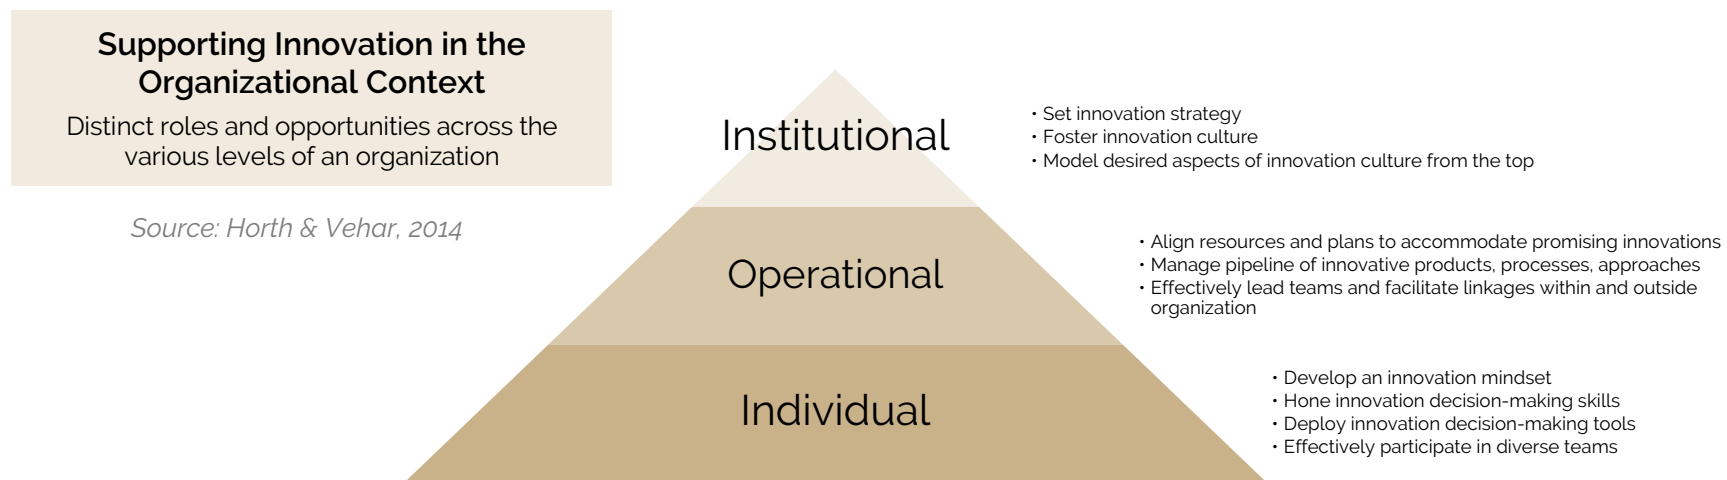 Supporting Innovation in the
Organizational Context
Distinct roles and opportunities across the
various levels of an organization
Source: Horth & Vehar, 2014
Institutional
• Set innovation strategy
• Foster innovation culture
• Model desired aspects of innovation culture from the top
Operational
• Align resources and plans to accommodate promising innovations
• Manage pipeline of innovative products, processes, approaches
• Effectively lead teams and facilitate linkages within and outside
organization
Individual
• Develop an innovation mindset
• Hone innovation decision-making skills
• Deploy innovation decision-making tools
• Effectively participate in diverse teams